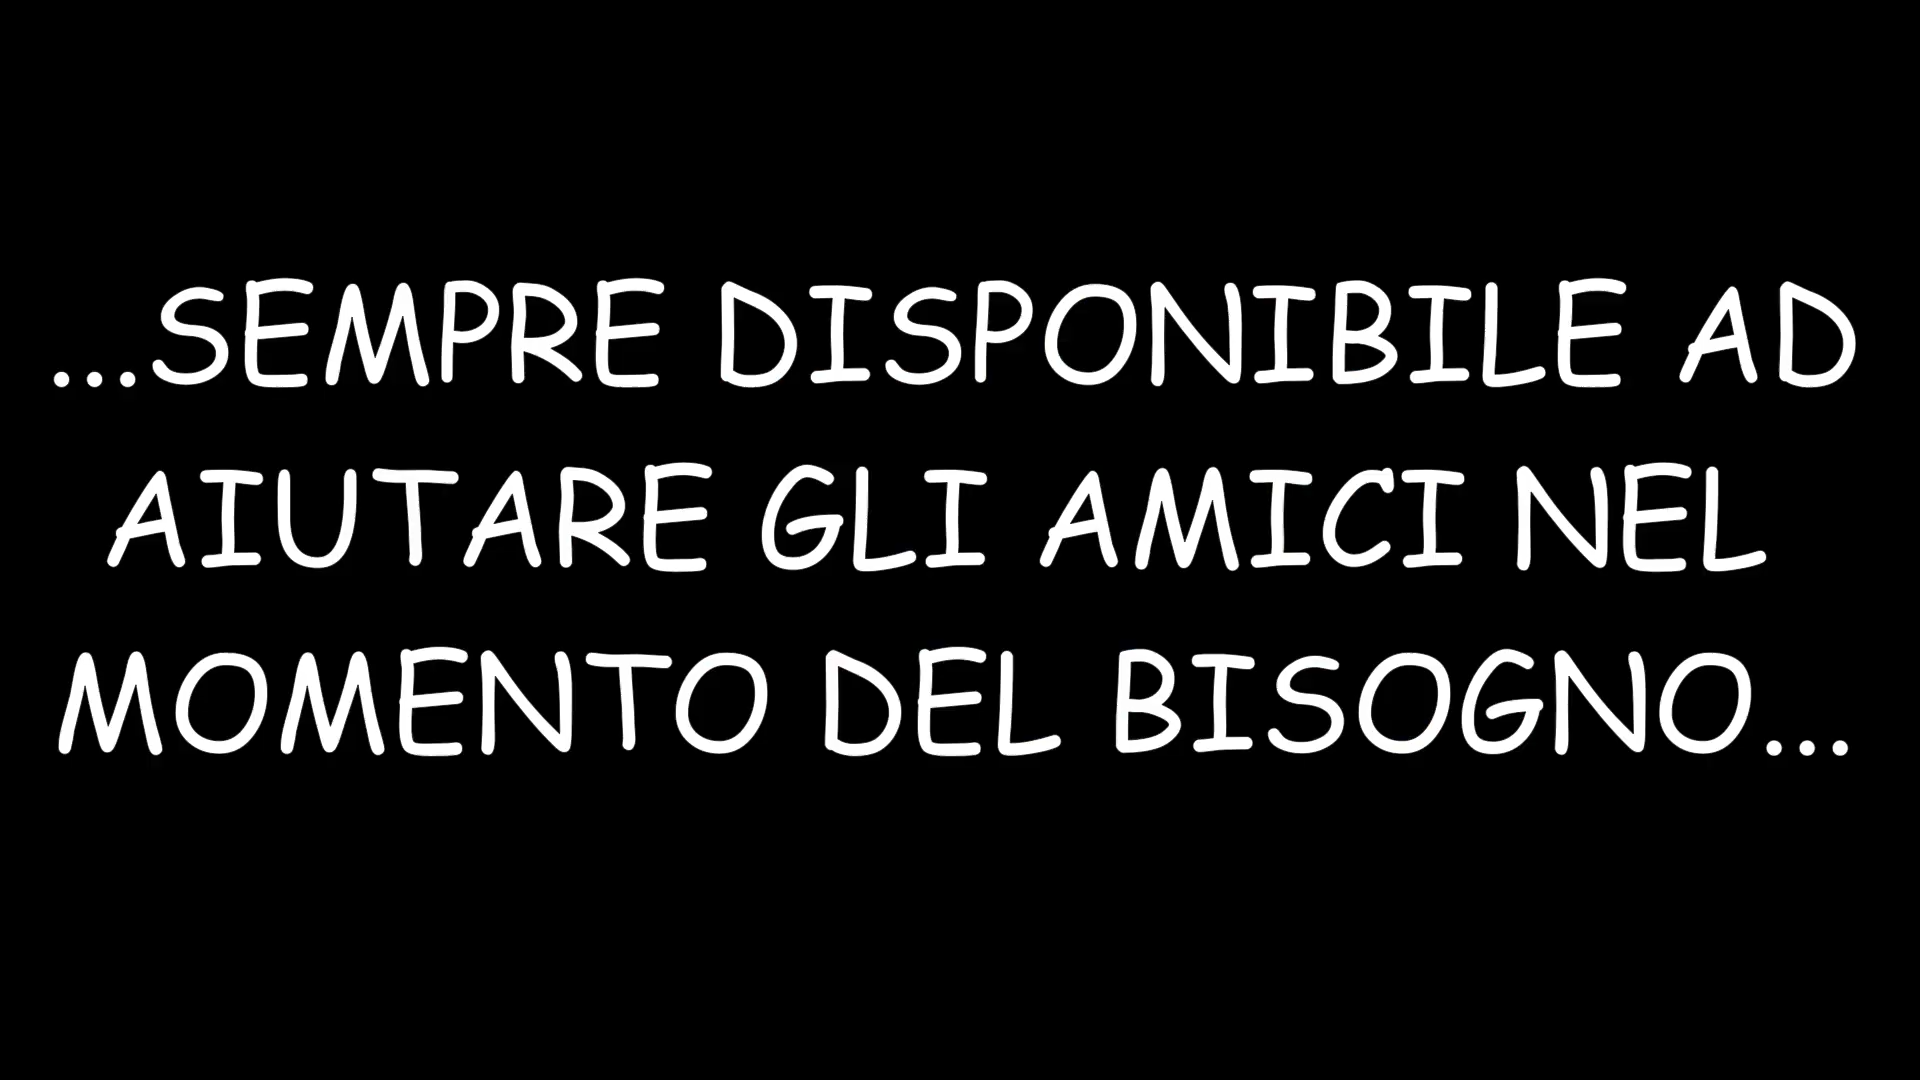 ...SEMPRE DISPONIBILE AD
AIUTARE GLI AMICI NEL
MOMENTO DEL BISOGNO...